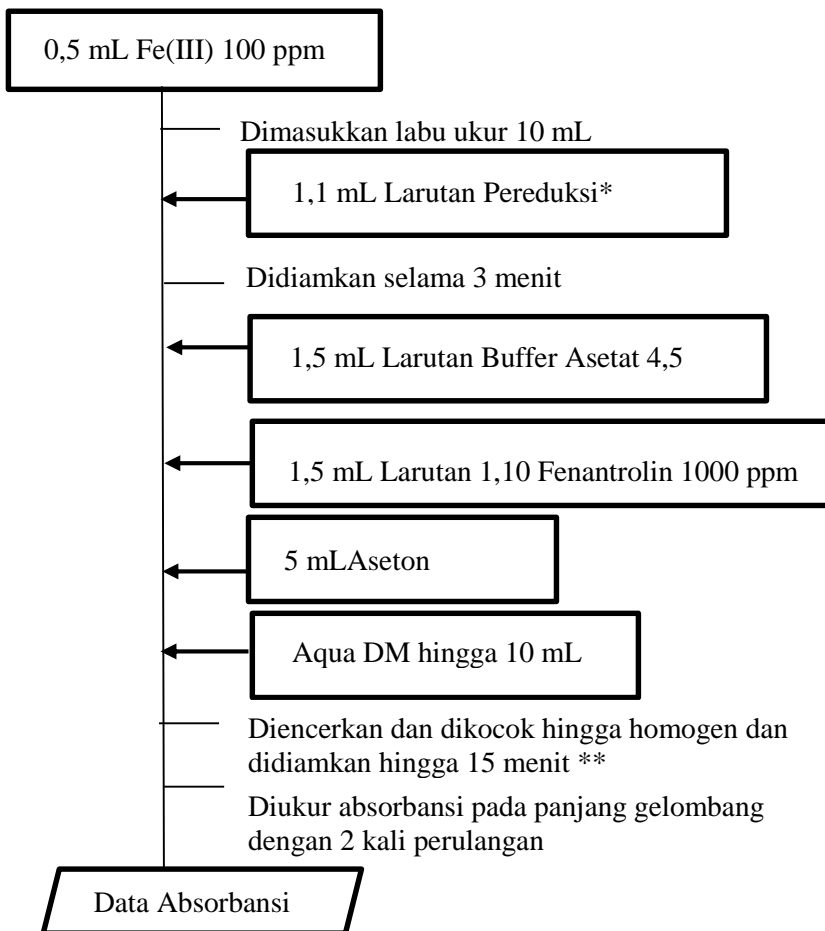 0,5 mL Fe(III) 100 ppm
Dimasukkan labu ukur 10 mL
1,1 mL Larutan Pereduksi*
Didiamkan selama 3 menit
1,5 mL Larutan Buffer Asetat 4,5
1,5 mL Larutan 1,10 Fenantrolin 1000 ppm
5 mLAseton
Aqua DM hingga 10 mL
Diencerkan dan dikocok hingga homogen dan
didiamkan hingga 15 menit **
Diukur absorbansi pada panjang gelombang
dengan 2 kali perulangan
Data Absorbansi